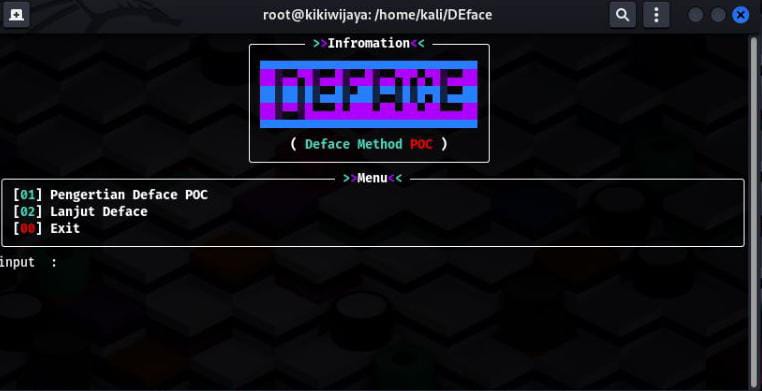 root@kikiwijaya: /home/kali/DEface
>>Infromation<<
DEFACE
( Deface Method POC )
>>Menu<<
[01] Pengertian Deface POC
[02] Lanjut Deface
[00] Exit
input  :